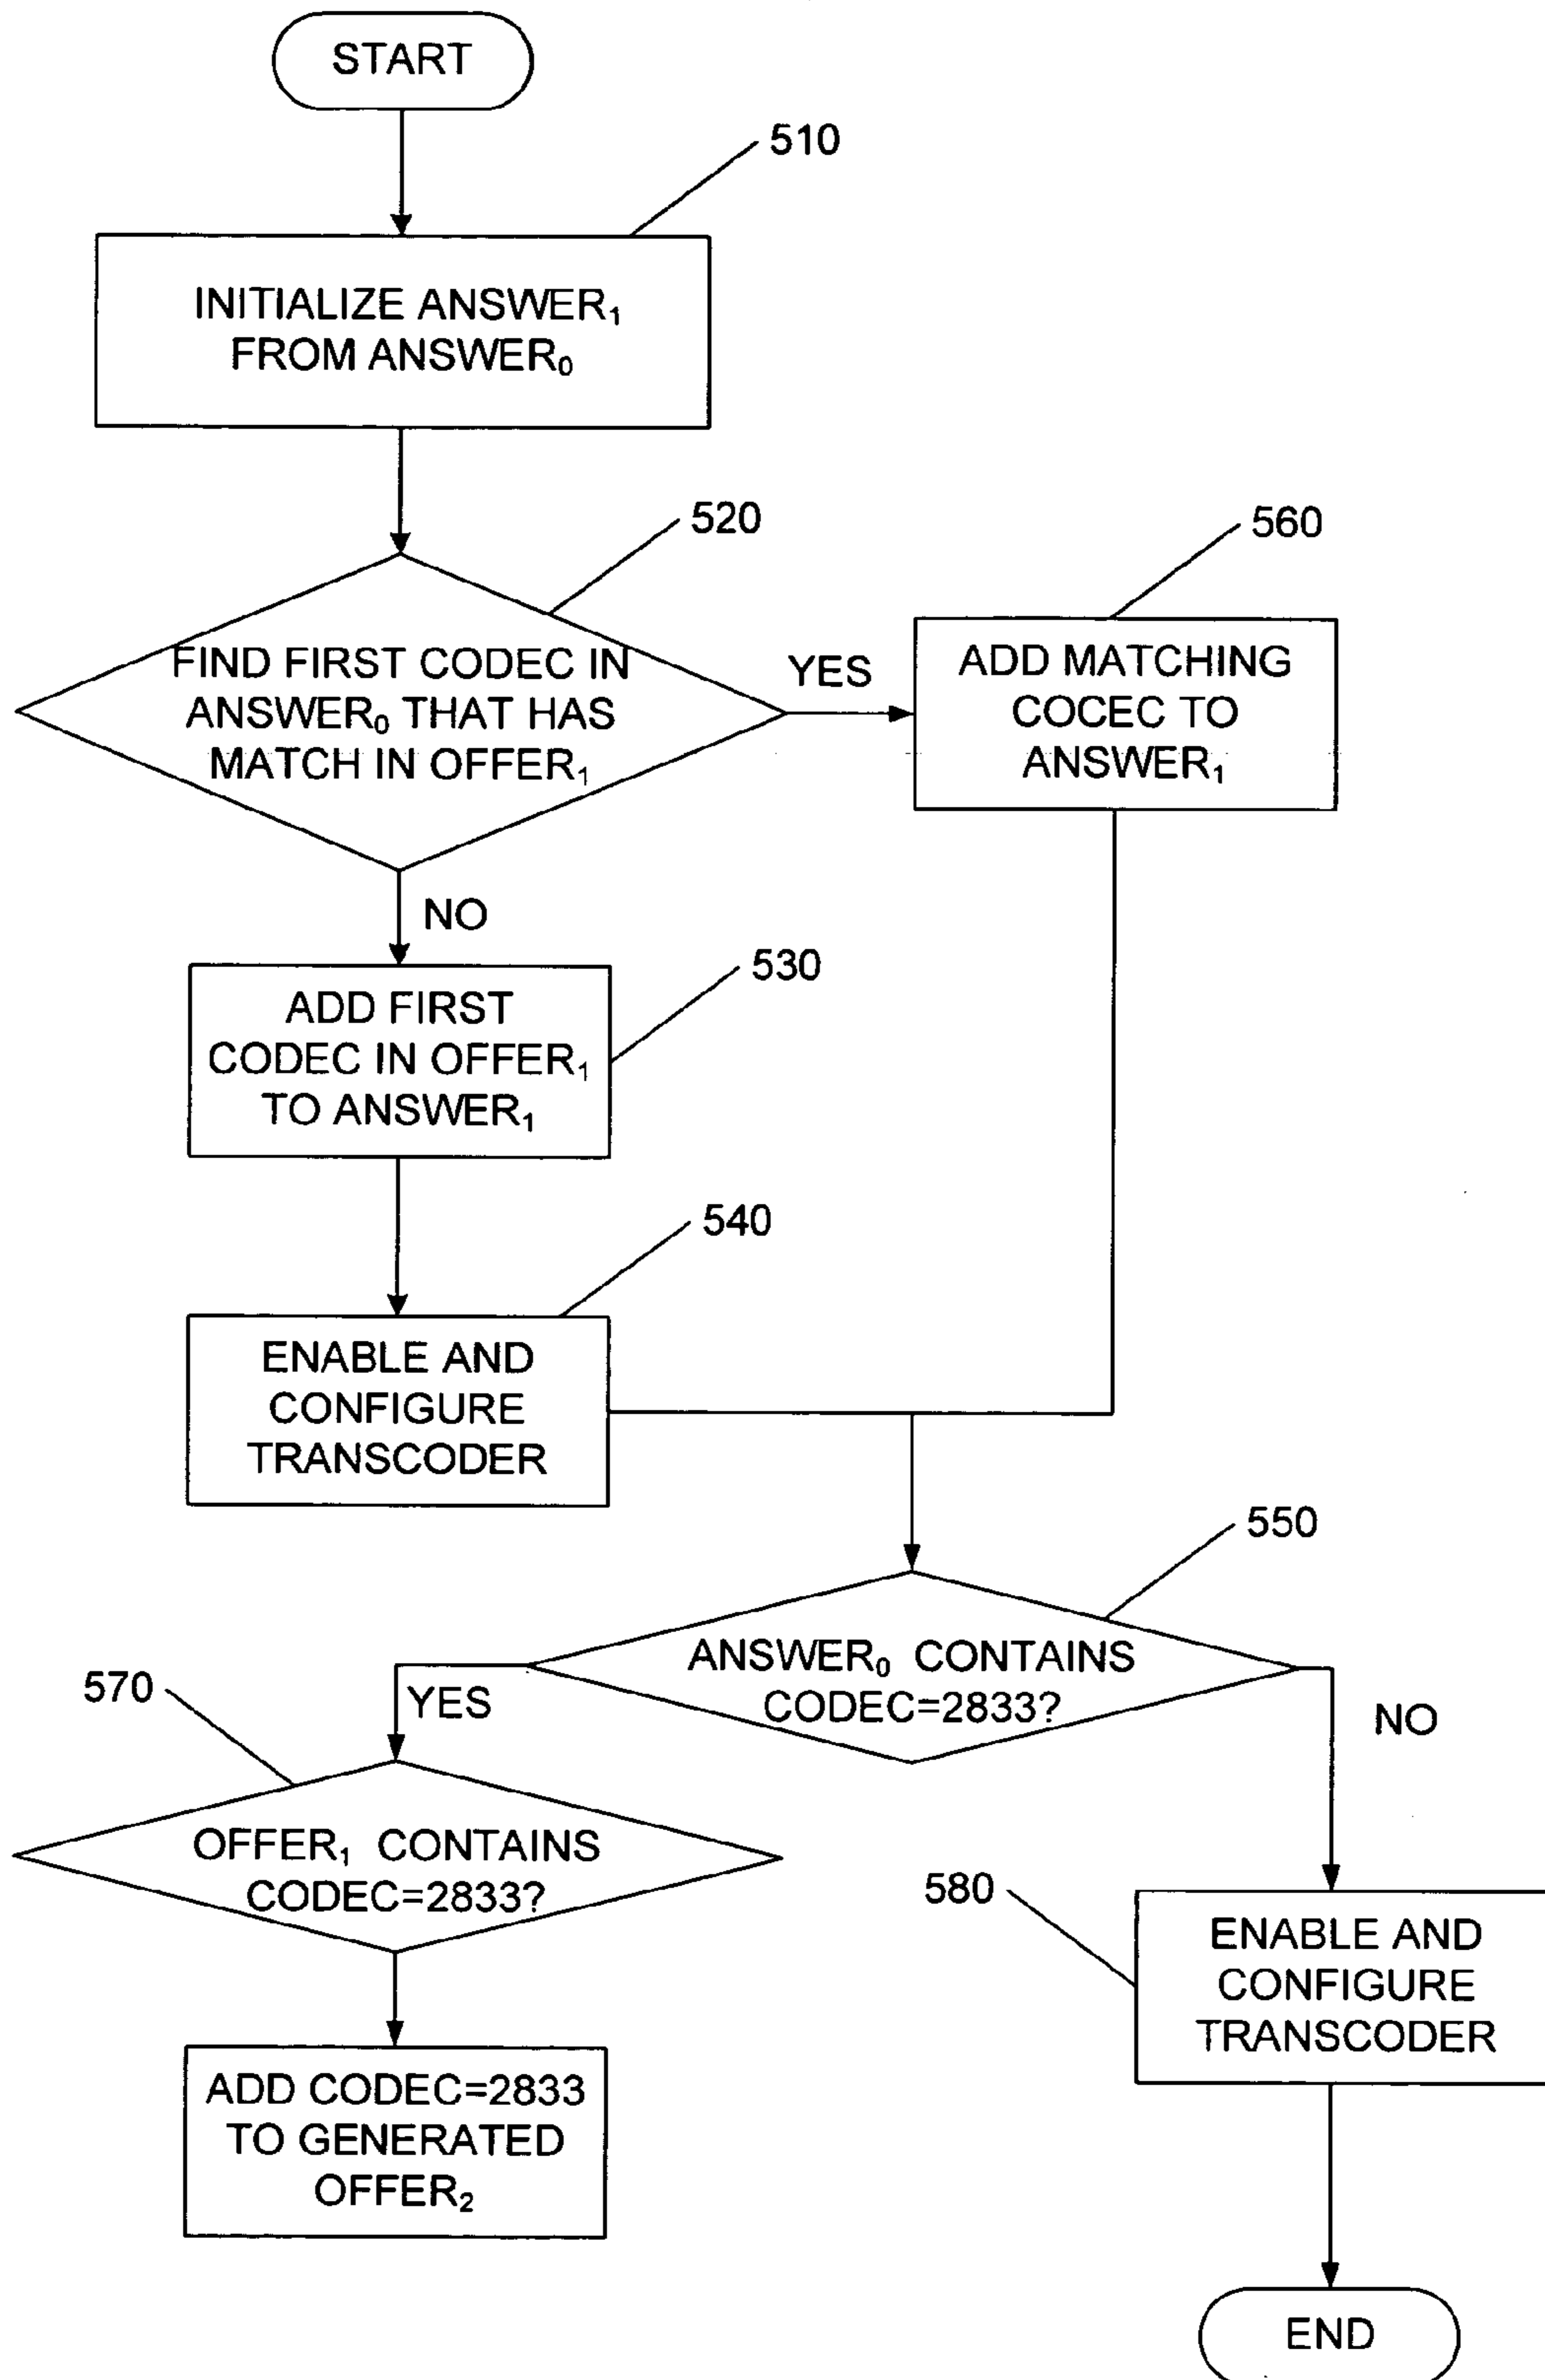 START
510
INITIALIZE ANSWER₁
FROM ANSWER₀
520
FIND FIRST CODEC IN
ANSWER₀ THAT HAS
MATCH IN OFFER₁
YES
560
ADD MATCHING
COCEC TO
ANSWER₁
NO
530
ADD FIRST
CODEC IN OFFER₁
TO ANSWER₁
540
ENABLE AND
CONFIGURE
TRANSCODER
550
ANSWER₀ CONTAINS
CODEC=2833?
YES
NO
570
OFFER₁ CONTAINS
CODEC=2833?
580
ENABLE AND
CONFIGURE
TRANSCODER
ADD CODEC=2833
TO GENERATED
OFFER₂
END